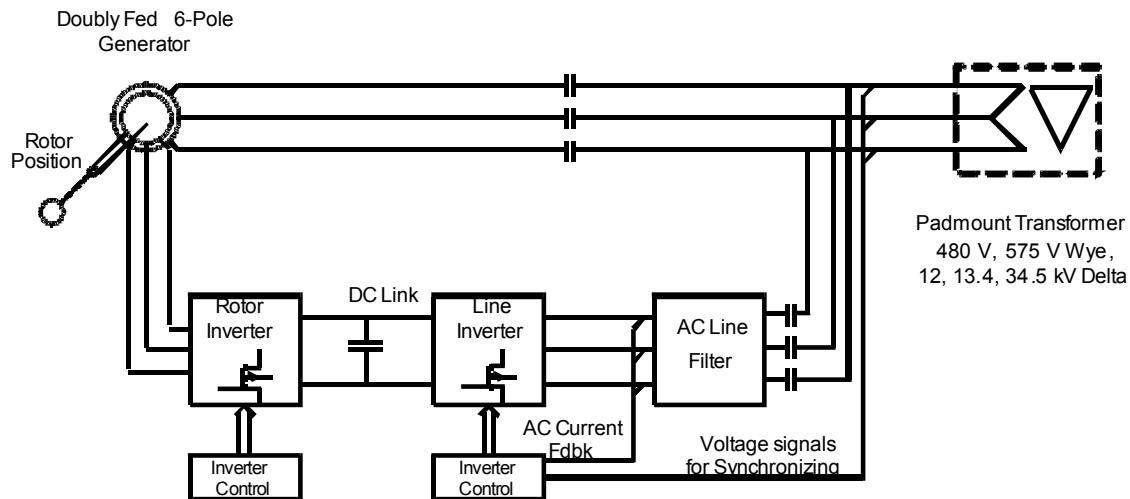 Doubly Fed 6-Pole
Generator
Rotor
Position
Padmount Transformer
480 V, 575 V Wye,
12, 13.4, 34.5 kV Delta
Rotor
Inverter
DC Link
Line
Inverter
AC Line
Filter
AC Current
Fdbk
Voltage signals
for Synchronizing
Inverter
Control
Inverter
Control